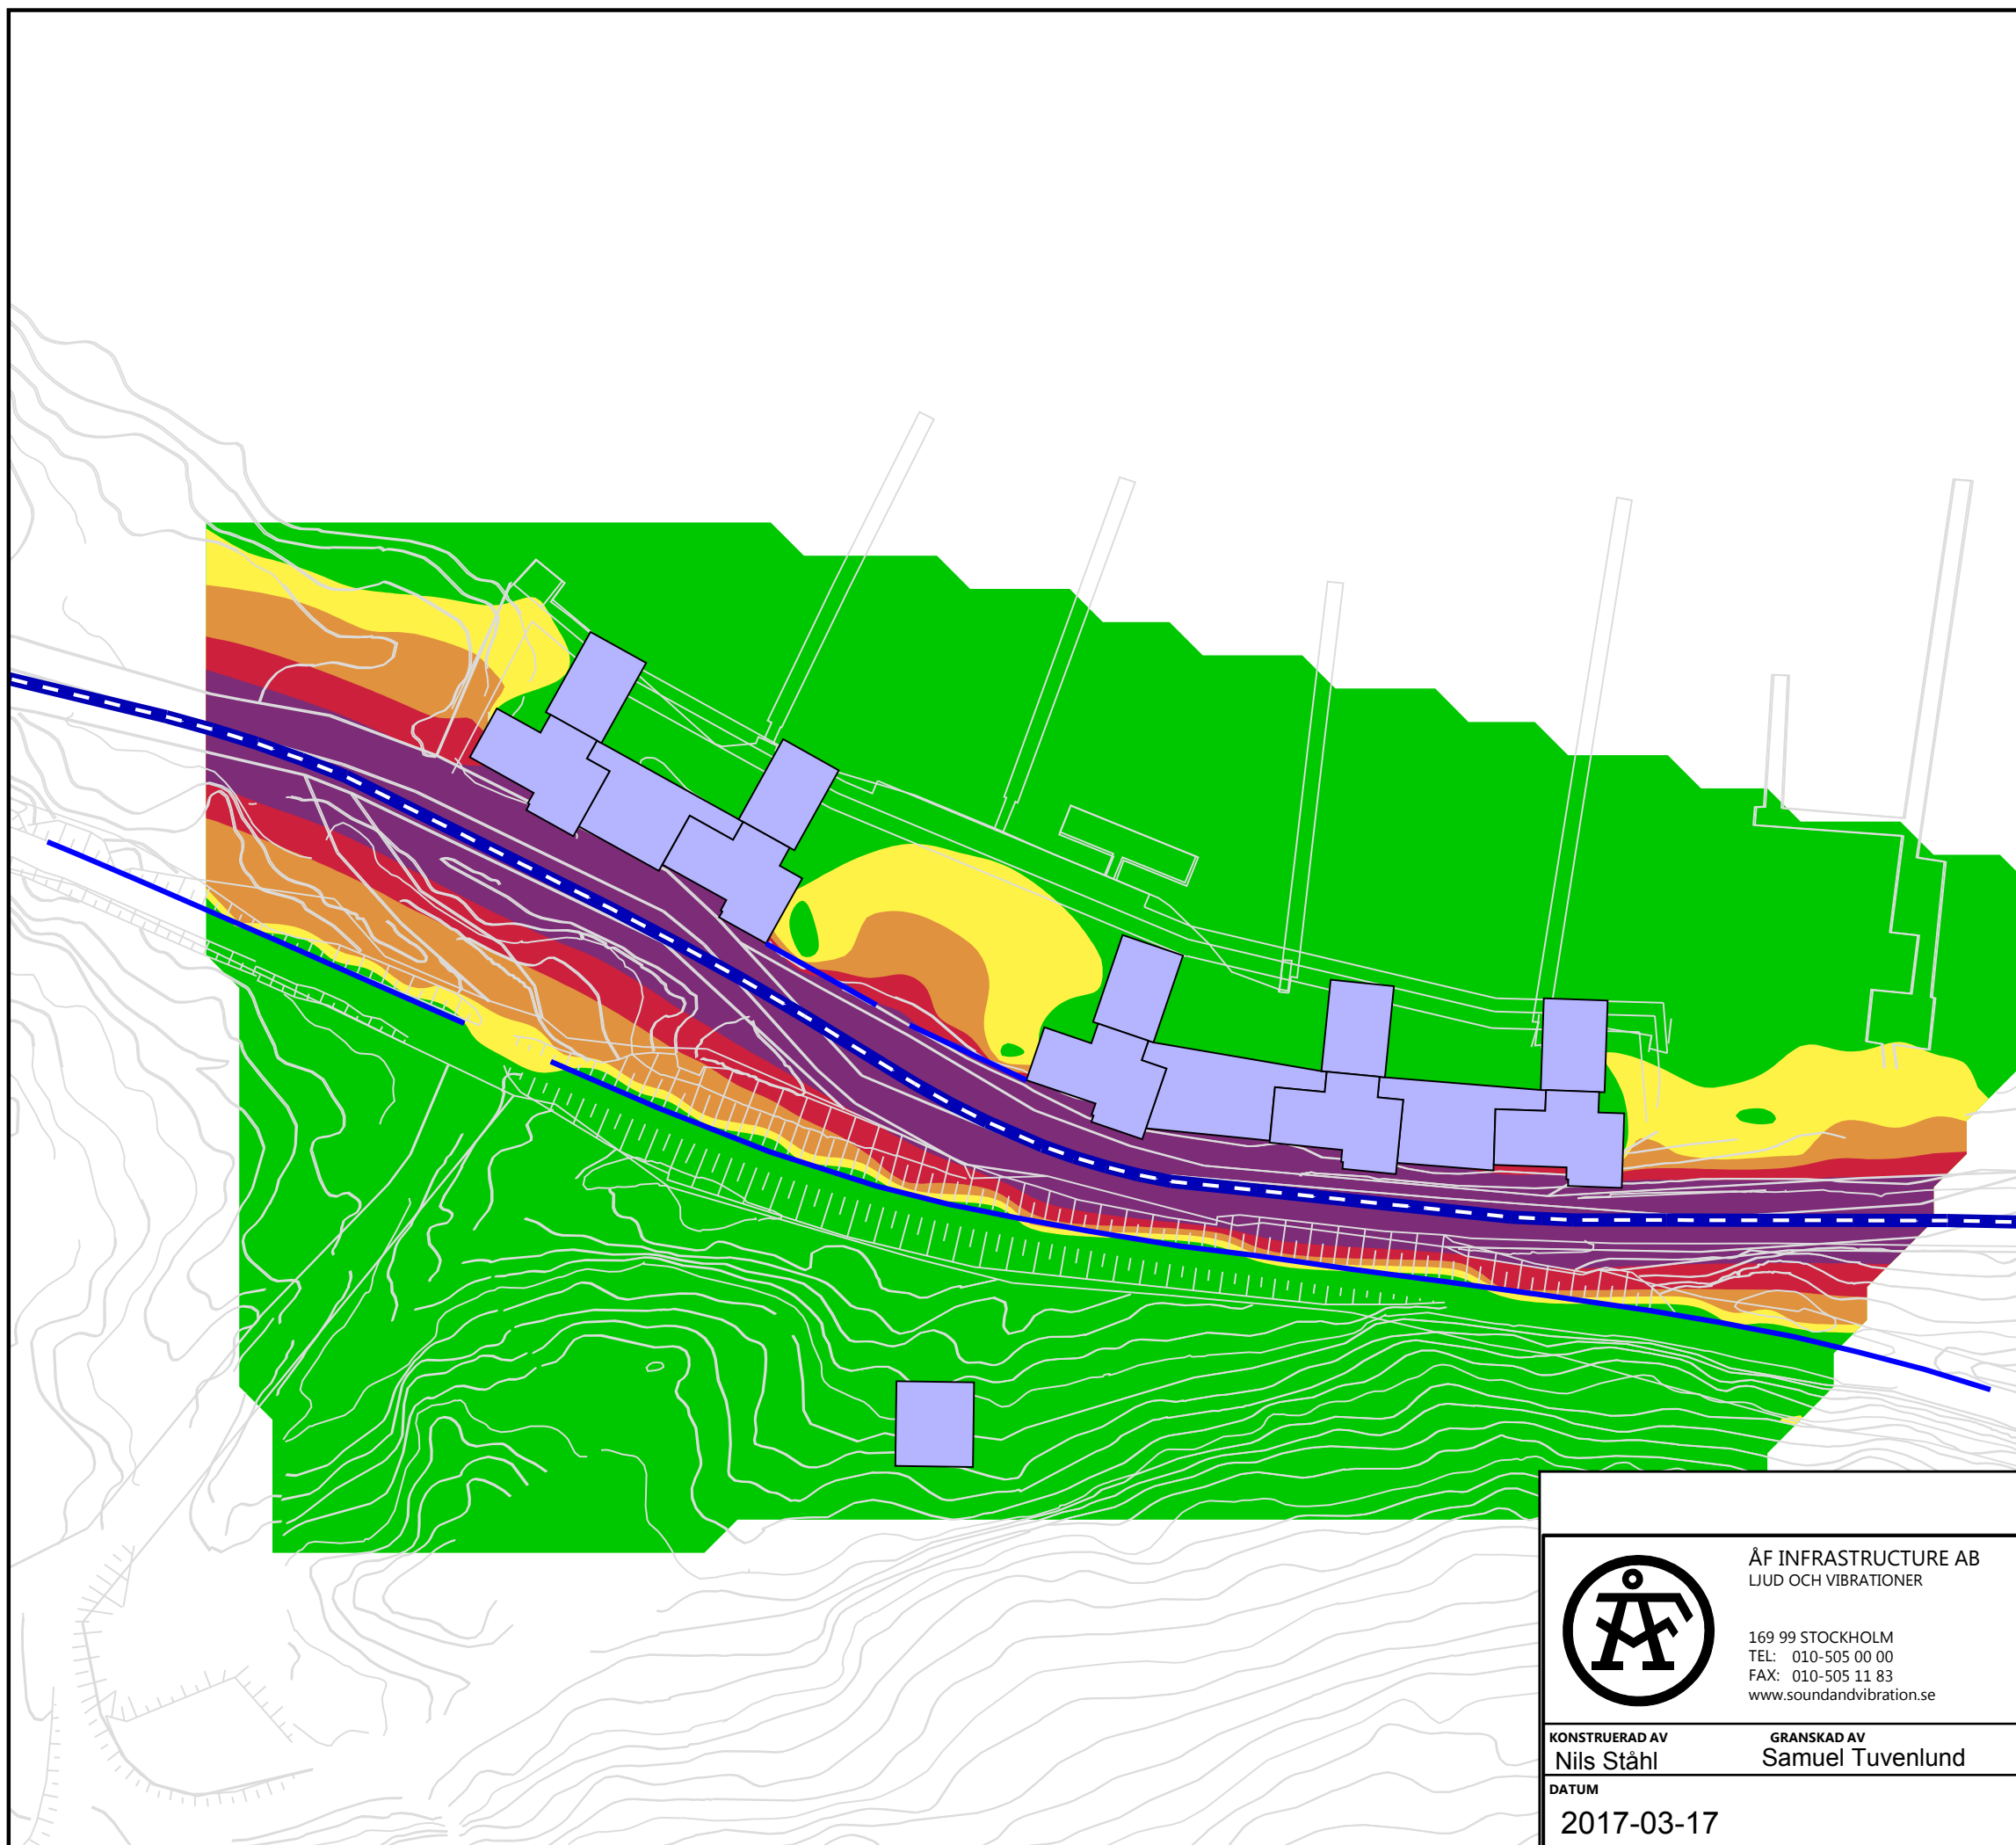 ÅF INFRASTRUCTURE AB
LJUD OCH VIBRATIONER
169 99 STOCKHOLM
TEL: 010-505 00 00
FAX: 010-505 11 83
www.soundandvibration.se
KONSTRUERAD AV GRANSKAD AV
Nils Ståhl Samuel Tuvenlund
DATUM
2017-03-17